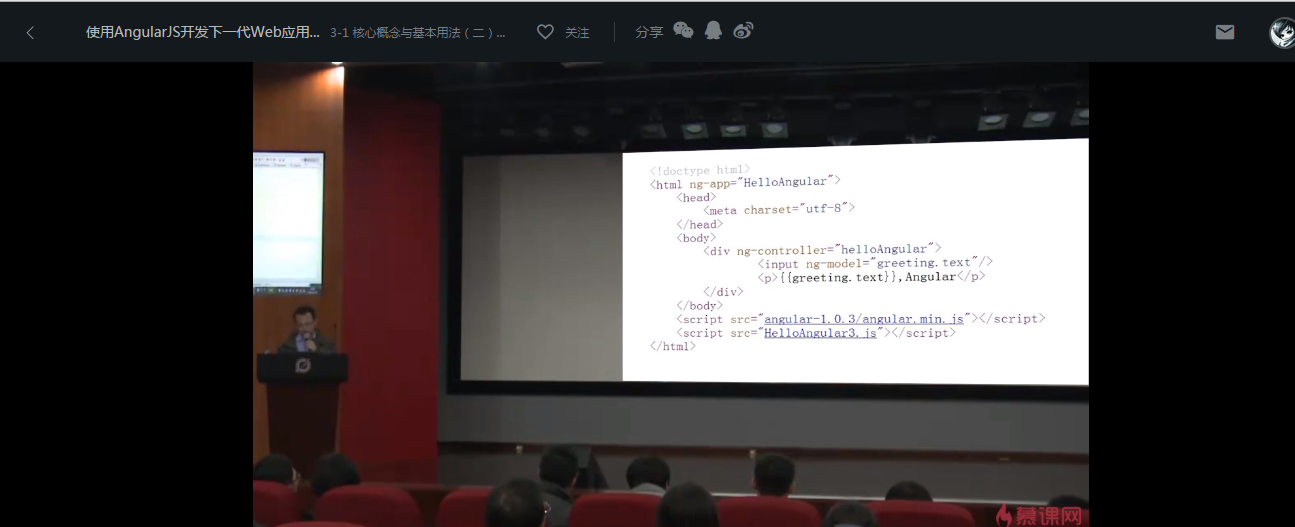 使用AngularJS开发下一代Web应用... 3-1 核心概念与基本用法（二）... 关注 分享
<!doctype html>
<html ng-app="HelloAngular">
<head>
<meta charset="utf-8">
</head>
<body>
<div ng-controller="helloAngular">
<input ng-model="greeting.text"/>
<p>{{greeting.text}},Angular</p>
</div>
</body>
<script src="angular-1.0.3/angular.min.js"></script>
<script src="HelloAngular3.js"></script>
</html>
慕课网